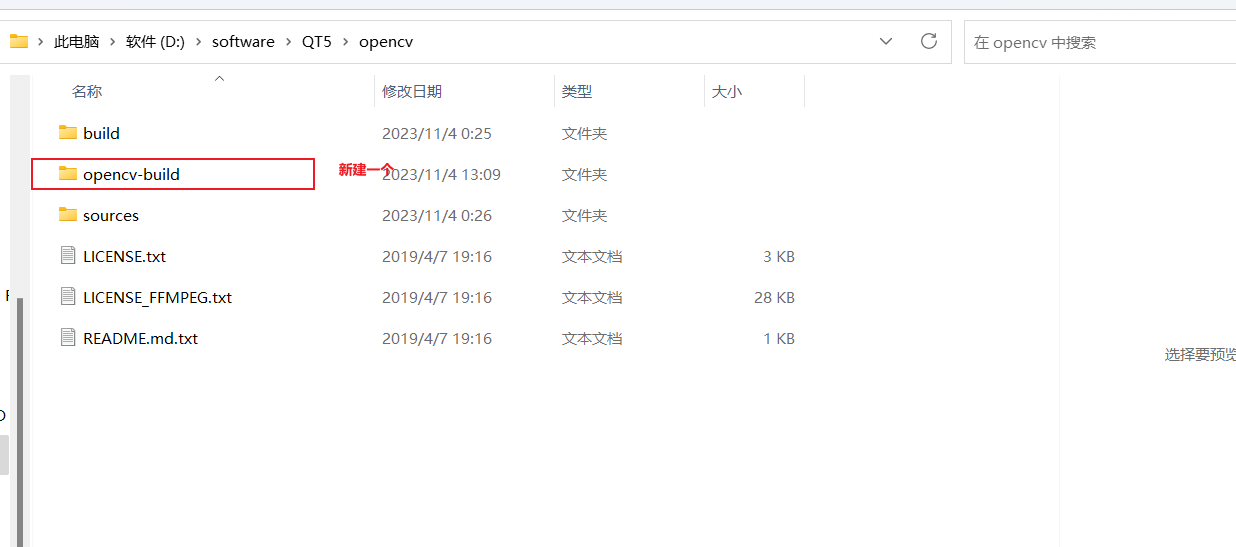 此电脑 › 软件 (D:) › software › QT5 › opencv
在 opencv 中搜索
名称 修改日期 类型 大小
build 2023/11/4 0:25 文件夹
opencv-build 新建一个 2023/11/4 13:09 文件夹
sources 2023/11/4 0:26 文件夹
LICENSE.txt 2019/4/7 19:16 文本文档 3 KB
LICENSE_FFMPEG.txt 2019/4/7 19:16 文本文档 28 KB
README.md.txt 2019/4/7 19:16 文本文档 1 KB
选择要预览